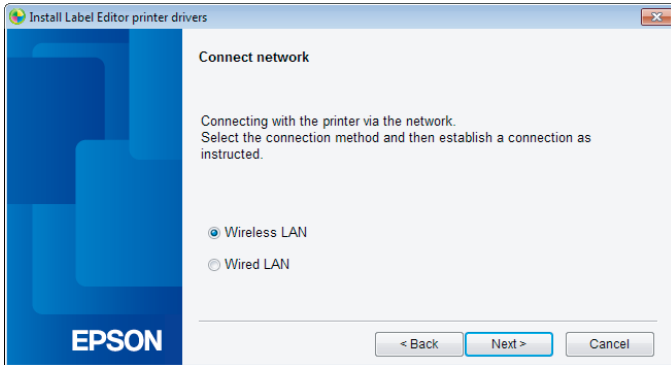 Install Label Editor printer drivers
Connect network
Connecting with the printer via the network.
Select the connection method and then establish a connection as
instructed.
Wireless LAN
Wired LAN
EPSON
< Back
Next >
Cancel